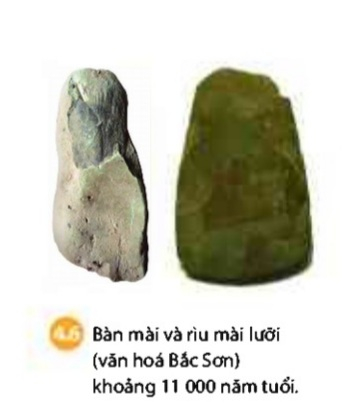 4.6 Bàn mài và rìu mài lưỡi
(văn hoá Bắc Sơn)
khoảng 11 000 năm tuổi.